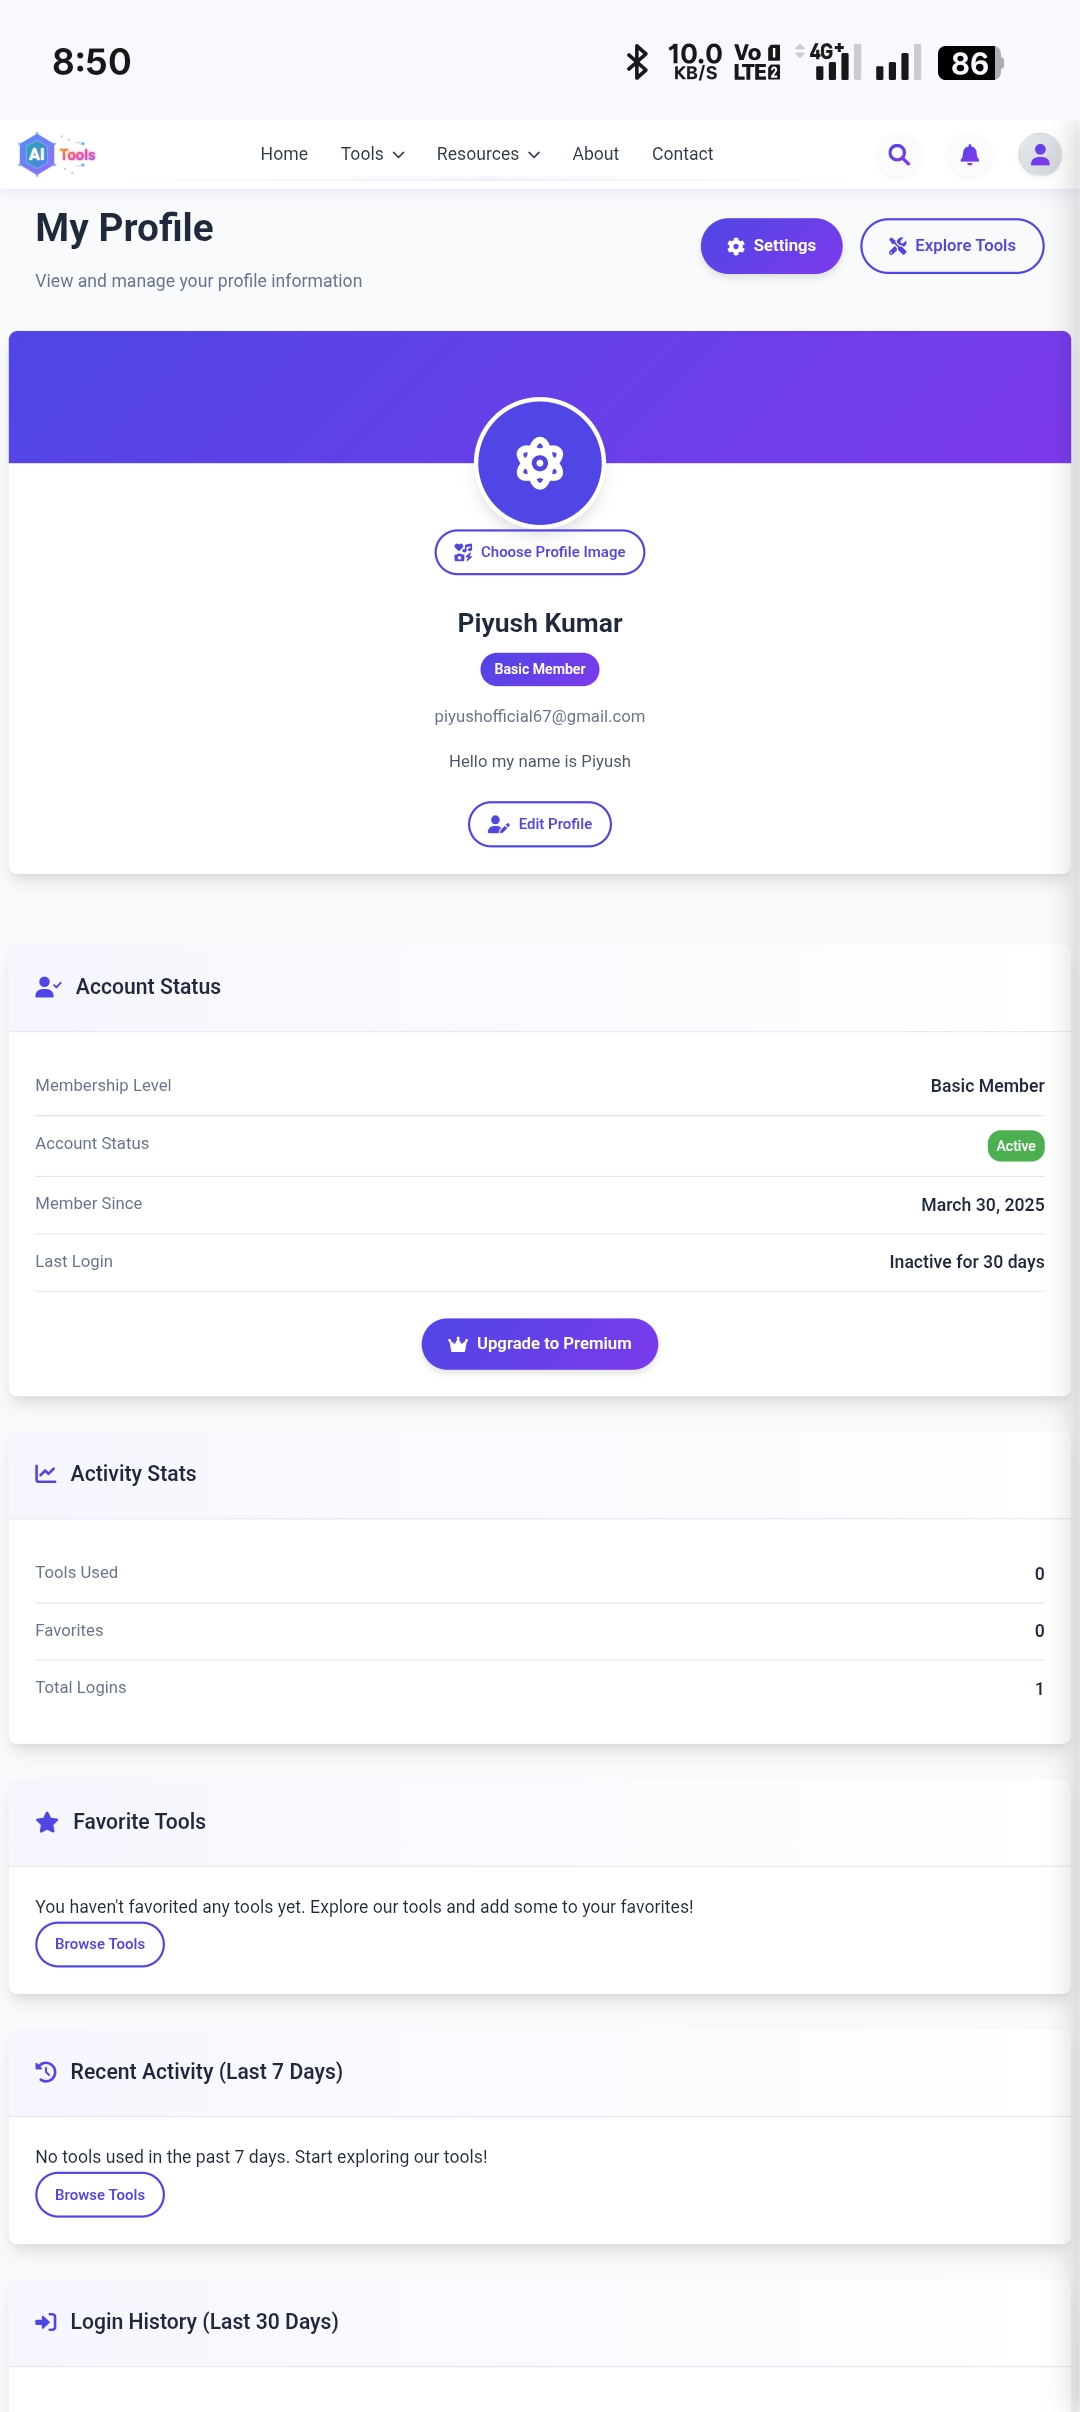 8:50
10.0 KB/S Vo 1 LTE 2 4G+ 86
AI Tools
Home Tools Resources About Contact
My Profile
Settings Explore Tools
View and manage your profile information
Choose Profile Image
Piyush Kumar
Basic Member
piyushofficial67@gmail.com
Hello my name is Piyush
Edit Profile
Account Status
Membership Level Basic Member
Account Status Active
Member Since March 30, 2025
Last Login Inactive for 30 days
Upgrade to Premium
Activity Stats
Tools Used 0
Favorites 0
Total Logins 1
Favorite Tools
You haven't favorited any tools yet. Explore our tools and add some to your favorites!
Browse Tools
Recent Activity (Last 7 Days)
No tools used in the past 7 days. Start exploring our tools!
Browse Tools
Login History (Last 30 Days)